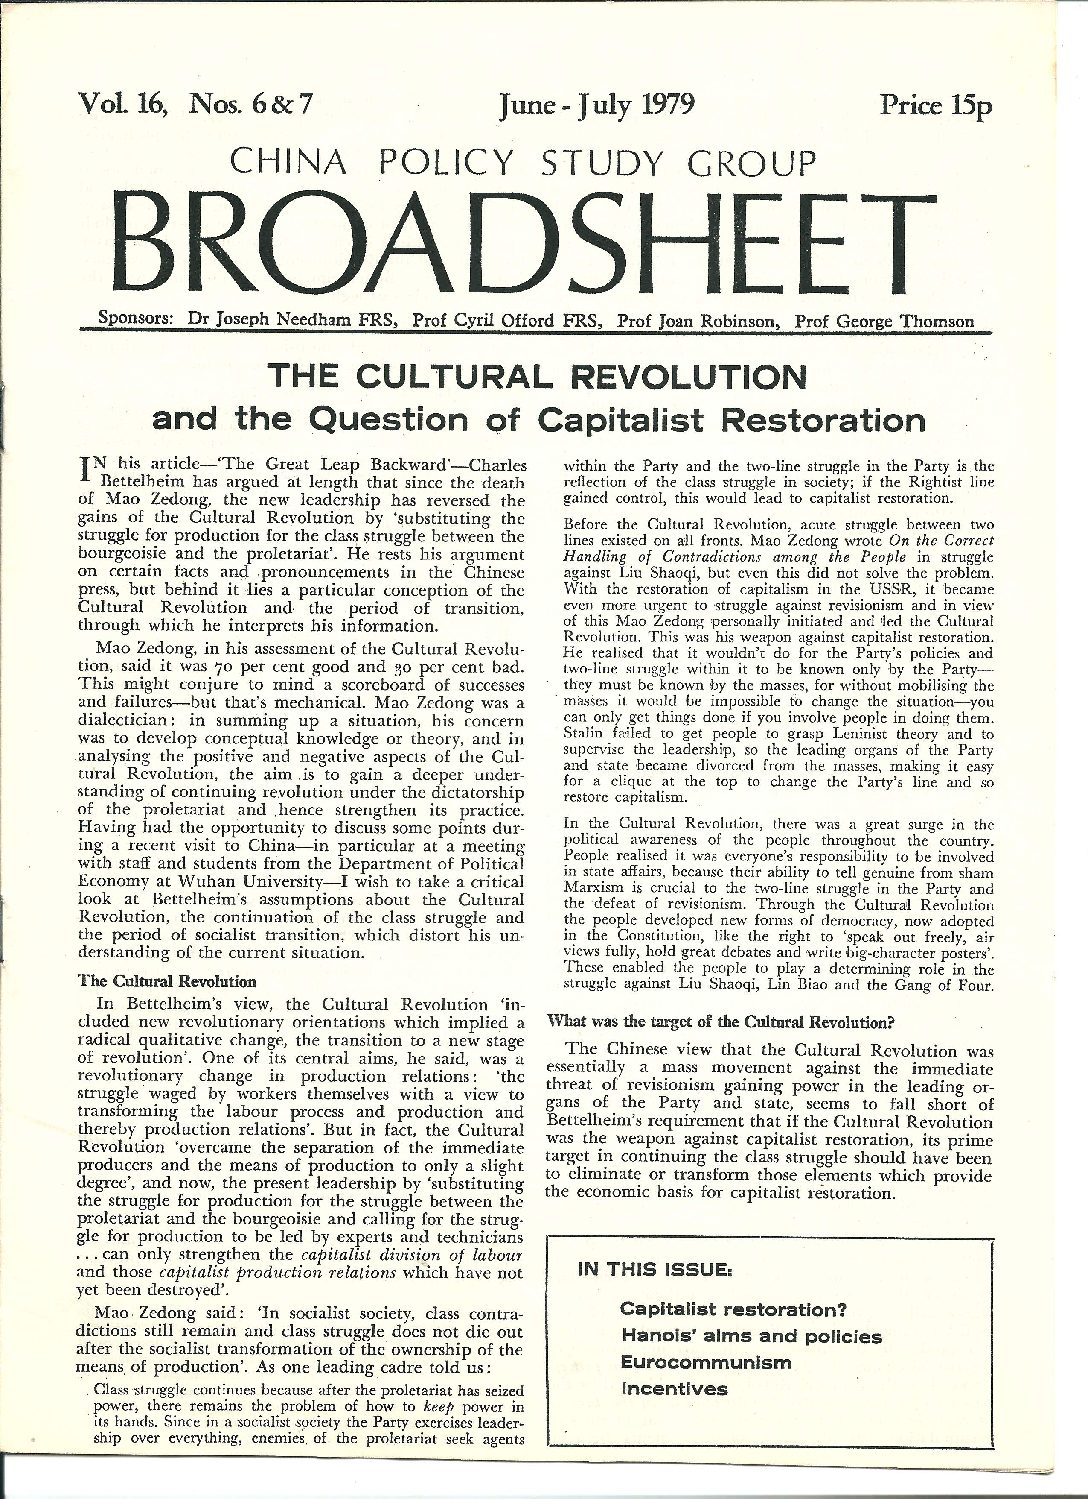 Vol. 16, Nos. 6 & 7 June - July 1979 Price 15p
CHINA POLICY STUDY GROUP
BROADSHEET
Sponsors: Dr Joseph Needham FRS, Prof Cyril Offord FRS, Prof Joan Robinson, Prof George Thomson
THE CULTURAL REVOLUTION
and the Question of Capitalist Restoration
IN his article—'The Great Leap Backward'—Charles
Bettelheim has argued at length that since the death
of Mao Zedong, the new leadership has reversed the
gains of the Cultural Revolution by 'substituting the
struggle for production for the class struggle between the
bourgeoisie and the proletariat'. He rests his argument
on certain facts and pronouncements in the Chinese
press, but behind it lies a particular conception of the
Cultural Revolution and the period of transition,
through which he interprets his information.
Mao Zedong, in his assessment of the Cultural Revolu-
tion, said it was 70 per cent good and 30 per cent bad.
This might conjure to mind a scoreboard of successes
and failures—but that's mechanical. Mao Zedong was a
dialectician: in summing up a situation, his concern
was to develop conceptual knowledge or theory, and in
analysing the positive and negative aspects of the Cul-
tural Revolution, the aim is to gain a deeper under-
standing of continuing revolution under the dictatorship
of the proletariat and hence strengthen its practice.
Having had the opportunity to discuss some points dur-
ing a recent visit to China—in particular at a meeting
with staff and students from the Department of Political
Economy at Wuhan University—I wish to take a critical
look at Bettelheim's assumptions about the Cultural
Revolution, the continuation of the class struggle and
the period of socialist transition, which distort his un-
derstanding of the current situation.
The Cultural Revolution
In Bettelheim's view, the Cultural Revolution 'in-
cluded new revolutionary orientations which implied a
radical qualitative change, the transition to a new stage
of revolution'. One of its central aims, he said, was a
revolutionary change in production relations: 'the
struggle waged by workers themselves with a view to
transforming the labour process and production and
thereby production relations'. But in fact, the Cultural
Revolution 'overcame the separation of the immediate
producers and the means of production to only a slight
degree', and now, the present leadership by 'substituting
the struggle for production for the struggle between the
proletariat and the bourgeoisie and calling for the strug-
gle for production to be led by experts and technicians
...can only strengthen the capitalist division of labour
and those capitalist production relations which have not
yet been destroyed'.
Mao Zedong said: 'In socialist society, class contra-
dictions still remain and class struggle does not die out
after the socialist transformation of the ownership of the
means of production'. As one leading cadre told us:
Class struggle continues because after the proletariat has seized
power, there remains the problem of how to keep power in
its hands. Since in a socialist society the Party exercises leader-
ship over everything, enemies of the proletariat seek agents
within the Party and the two-line struggle in the Party is the
reflection of the class struggle in society; if the Rightist line
gained control, this would lead to capitalist restoration.
Before the Cultural Revolution, acute struggle between two
lines existed on all fronts. Mao Zedong wrote On the Correct
Handling of Contradictions among the People in struggle
against Liu Shaoqi, but even this did not solve the problem.
With the restoration of capitalism in the USSR, it became
even more urgent to struggle against revisionism and in view
of this Mao Zedong personally initiated and led the Cultural
Revolution. This was his weapon against capitalist restoration.
He realised that it wouldn't do for the Party's policies and
two-line struggle within it to be known only by the Party—
they must be known by the masses, for without mobilising the
masses it would be impossible to change the situation—you
can only get things done if you involve people in doing them.
Stalin failed to get people to grasp Leninist theory and to
supervise the leadership, so the leading organs of the Party
and state became divorced from the masses, making it easy
for a clique at the top to change the Party's line and so
restore capitalism.
In the Cultural Revolution, there was a great surge in the
political awareness of the people throughout the country.
People realised it was everyone's responsibility to be involved
in state affairs, because their ability to tell genuine from sham
Marxism is crucial to the two-line struggle in the Party and
the defeat of revisionism. Through the Cultural Revolution
the people developed new forms of democracy, now adopted
in the Constitution, like the right to 'speak out freely, air
views fully, hold great debates and write big-character posters'.
These enabled the people to play a determining role in the
struggle against Liu Shaoqi, Lin Biao and the Gang of Four.
What was the target of the Cultural Revolution?
The Chinese view that the Cultural Revolution was
essentially a mass movement against the immediate
threat of revisionism gaining power in the leading or-
gans of the Party and state, seems to fall short of
Bettelheim's requirement that if the Cultural Revolution
was the weapon against capitalist restoration, its prime
target in continuing the class struggle should have been
to eliminate or transform those elements which provide
the economic basis for capitalist restoration.
IN THIS ISSUE:
Capitalist restoration?
Hanois' aims and policies
Eurocommunism
Incentives